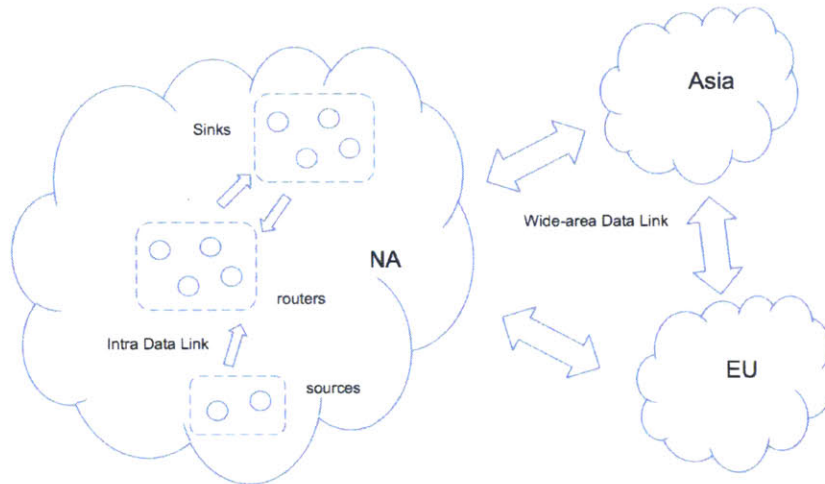 Asia
Sinks
Wide-area Data Link
NA
routers
Intra Data Link
EU
sources